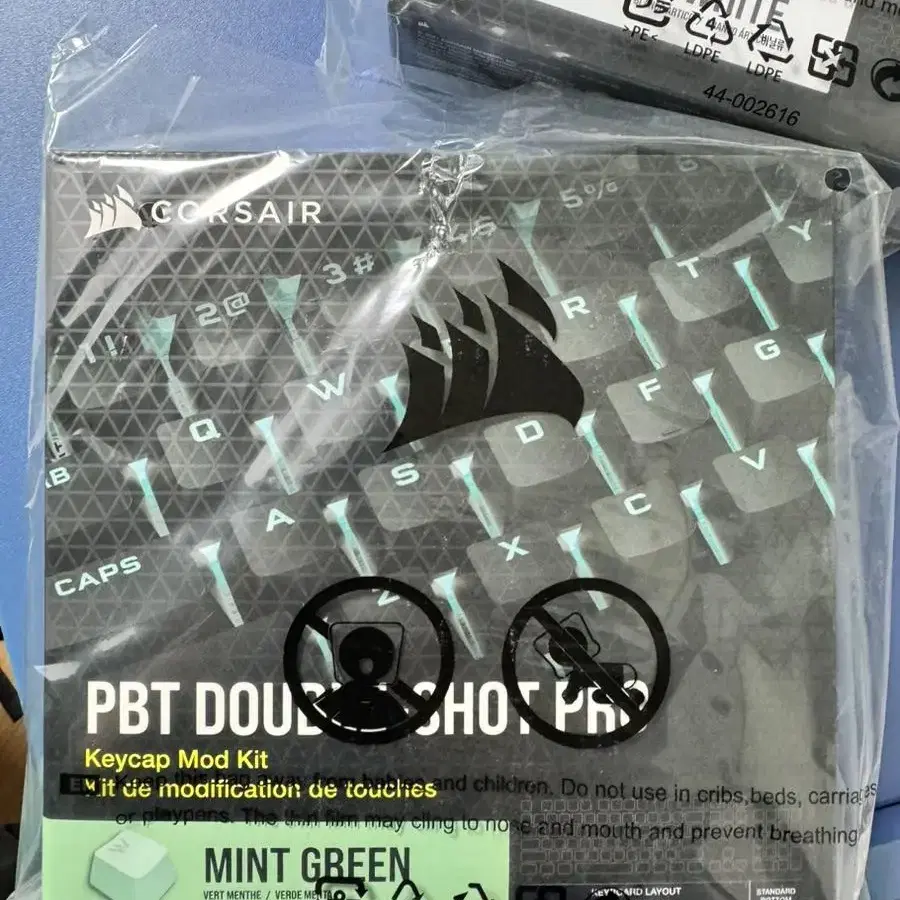 >PE<
LDPE
LDPE
44-002616
CORSAIR
5%
3#
2@
1!
Y
T
R
W
Q
G
F
D
S
A
CAPS
V
C
X
Z
PBT DOUBLE-SHOT PRO
Keycap Mod Kit
Kit de modification de touches
EN Keep this bag away from babies and children. Do not use in cribs,beds, carriages
or playpens. The thin film may cling to nose and mouth and prevent breathing
MINT GREEN
VERT MENTHE / VERDE MENTA
KEYBOARD LAYOUT
STANDARD
BOTTOM